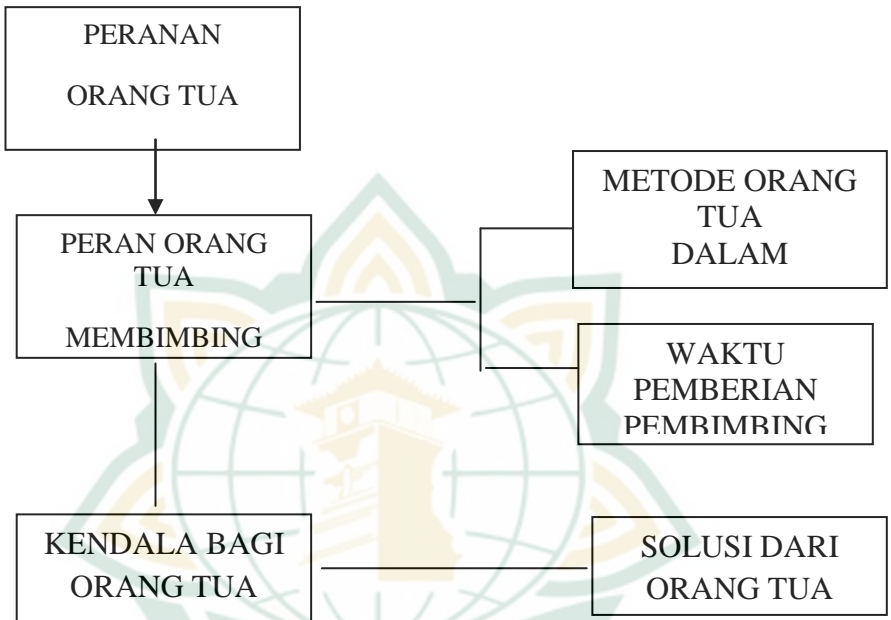 PERANAN
ORANG TUA
PERAN ORANG
TUA
MEMBIMBING
METODE ORANG
TUA
DALAM
WAKTU
PEMBERIAN
PEMBIMBING
KENDALA BAGI
ORANG TUA
SOLUSI DARI
ORANG TUA